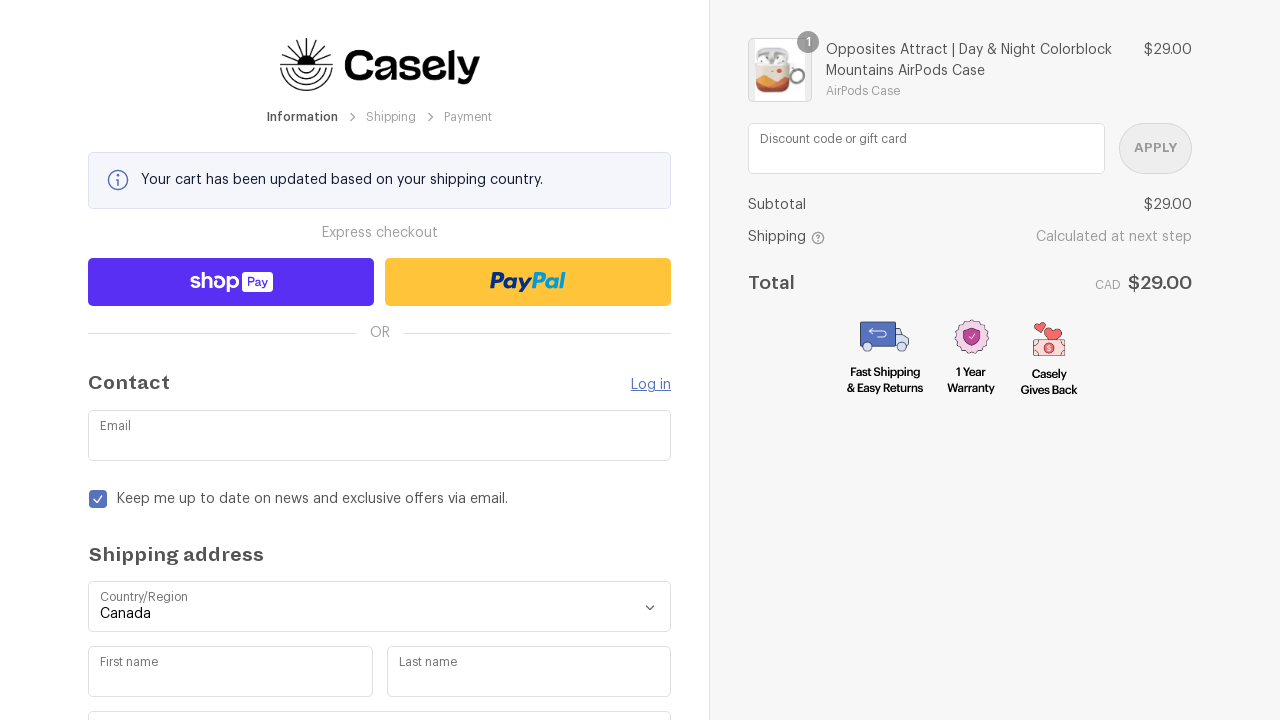 Casely
Information
Shipping
Payment
Your cart has been updated based on your shipping country.
Express checkout
shop Pay
PayPal
OR
Contact
Log in
Email
Keep me up to date on news and exclusive offers via email.
Shipping address
Country/Region
Canada
First name
Last name
1
Opposites Attract | Day & Night Colorblock
Mountains AirPods Case
AirPods Case
$29.00
Discount code or gift card
APPLY
Subtotal
$29.00
Shipping
Calculated at next step
Total
CAD $29.00
Fast Shipping
& Easy Returns
1 Year
Warranty
Casely
Gives Back